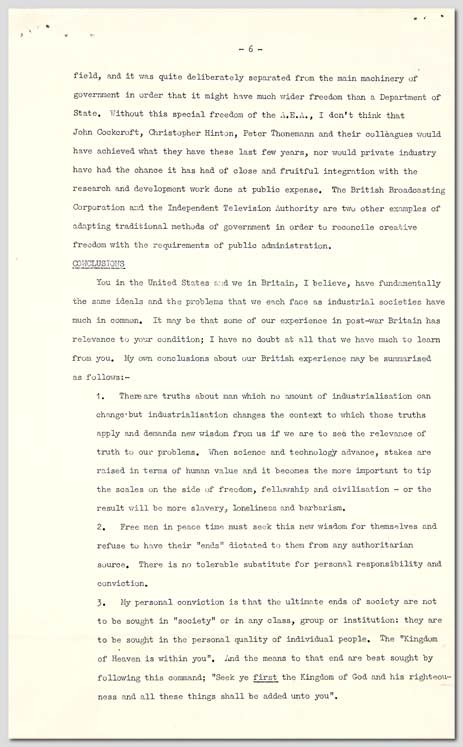 - 6 -
field, and it was quite deliberately separated from the main machinery of
government in order that it might have much wider freedom than a Department of
State. Without this special freedom of the A.E.A., I don't think that
John Cockcroft, Christopher Hinton, Peter Thonemann and their colleagues would
have achieved what they have these last few years, nor would private industry
have had the chance it has had of close and fruitful integration with the
research and development work done at public expense. The British Broadcasting
Corporation and the Independent Television Authority are two other examples of
adapting traditional methods of government in order to reconcile creative
freedom with the requirements of public administration.
CONCLUSIONS
You in the United States and we in Britain, I believe, have fundamentally
the same ideals and the problems that we each face as industrial societies have
much in common. It may be that some of our experience in post-war Britain has
relevance to your condition; I have no doubt at all that we have much to learn
from you. My own conclusions about our British experience may be summarised
as follows:-
1. There are truths about man which no amount of industrialisation can
change but industrialisation changes the context to which those truths
apply and demands new wisdom from us if we are to see the relevance of
truth to our problems. When science and technology advance, stakes are
raised in terms of human value and it becomes the more important to tip
the scales on the side of freedom, fellowship and civilisation - or the
result will be more slavery, loneliness and barbarism.
2. Free men in peace time must seek this new wisdom for themselves and
refuse to have their "ends" dictated to them from any authoritarian
source. There is no tolerable substitute for personal responsibility and
conviction.
3. My personal conviction is that the ultimate ends of society are not
to be sought in "society" or in any class, group or institution: they are
to be sought in the personal quality of individual people. The "Kingdom
of Heaven is within you". And the means to that end are best sought by
following this command; "Seek ye first the Kingdom of God and his righteou-
ness and all these things shall be added unto you".